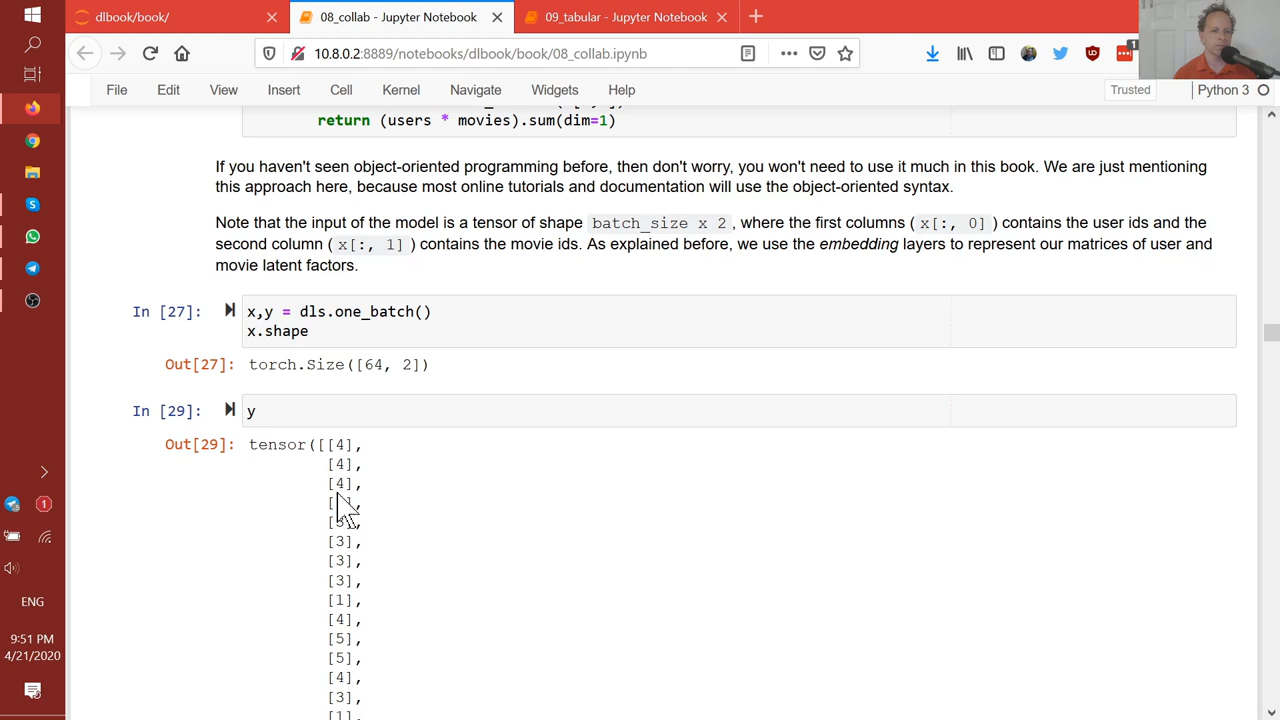 dlbook/book/
08_collab - Jupyter Notebook
09_tabular - Jupyter Notebook
10.8.0.2:8889/notebooks/dlbook/book/08_collab.ipynb
1
File Edit View Insert Cell Kernel Widgets Help
Trusted
Python 3
return (users * movies).sum(dim=1)
If you haven't seen object-oriented programming before, then don't worry, you won't need to use it much in this book. We are just mentioning
this approach here, because most online tutorials and documentation will use the object-oriented syntax.
Note that the input of the model is a tensor of shape batch_size x 2, where the first columns (x[:, 0]) contains the user ids and the
second column (x[:, 1]) contains the movie ids. As explained before, we use the embedding layers to represent our matrices of user and
movie latent factors.
In [27]:
x,y = dls.one_batch()
x.shape
Out[27]: torch.Size([64, 2])
In [29]: y
Out[29]: tensor([[4],
[4],
[4],
[3],
[3],
[3],
[1],
[4],
[5],
[5],
[4],
[3],
[1],
1
ENG
9:51 PM
4/21/2020